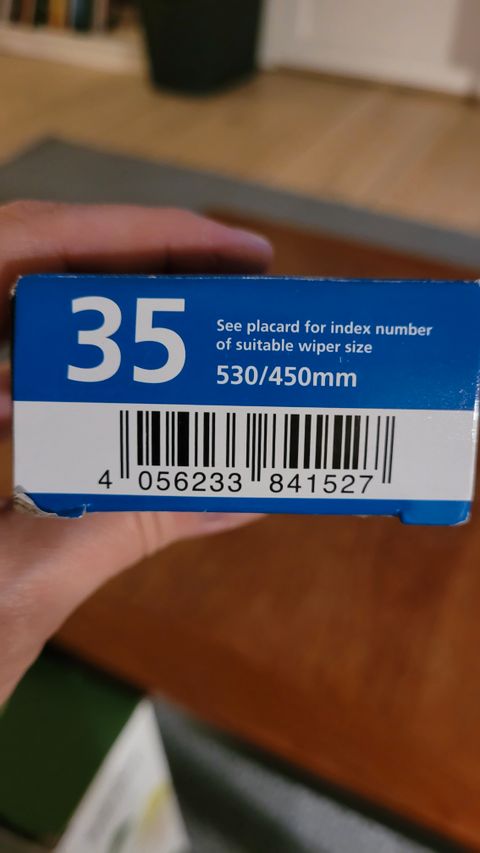 35
See placard for index number
of suitable wiper size
530/450mm
4 056233 841527